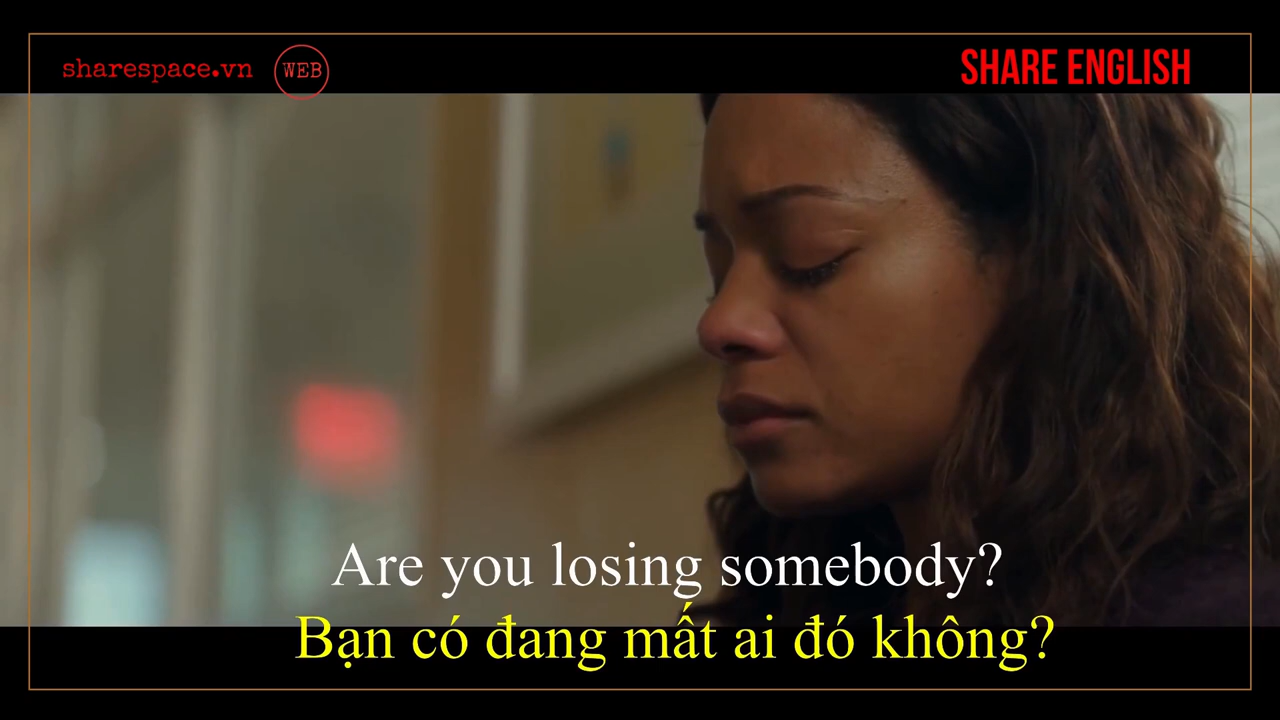 sharespace.vn WEB
SHARE ENGLISH
Are you losing somebody?
Bạn có đang mất ai đó không?